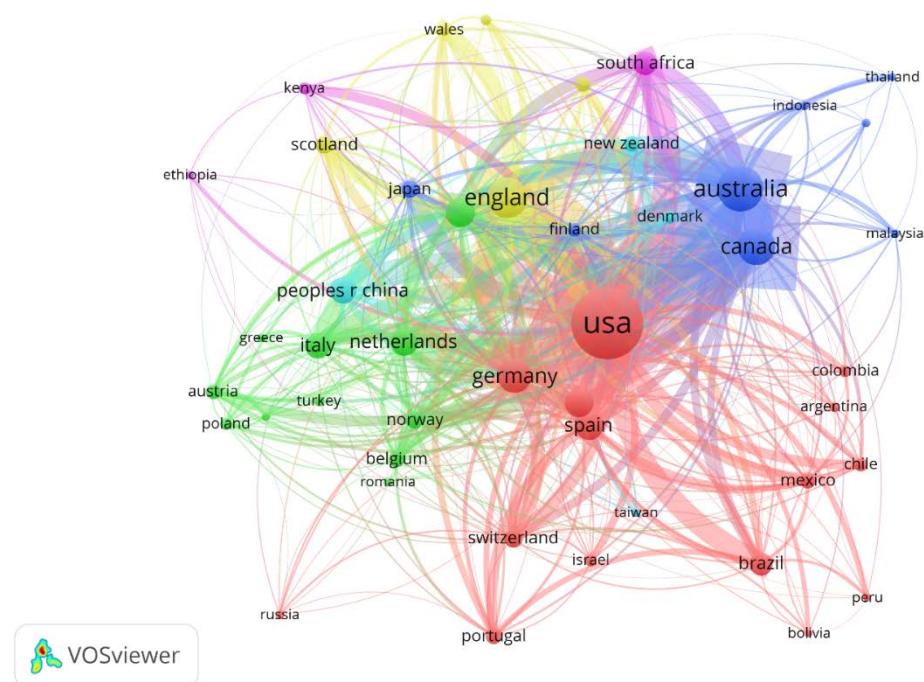 wales
south africa
thailand
kenya
indonesia
scotland
new zealand
ethiopia
japan
england
australia
denmark
finland
malaysia
canada
peoples r china
usa
greece
italy
netherlands
germany
colombia
austria
turkey
argentina
poland
norway
spain
belgium
chile
romania
mexico
taiwan
switzerland
israel
brazil
peru
russia
portugal
bolivia
VOSviewer